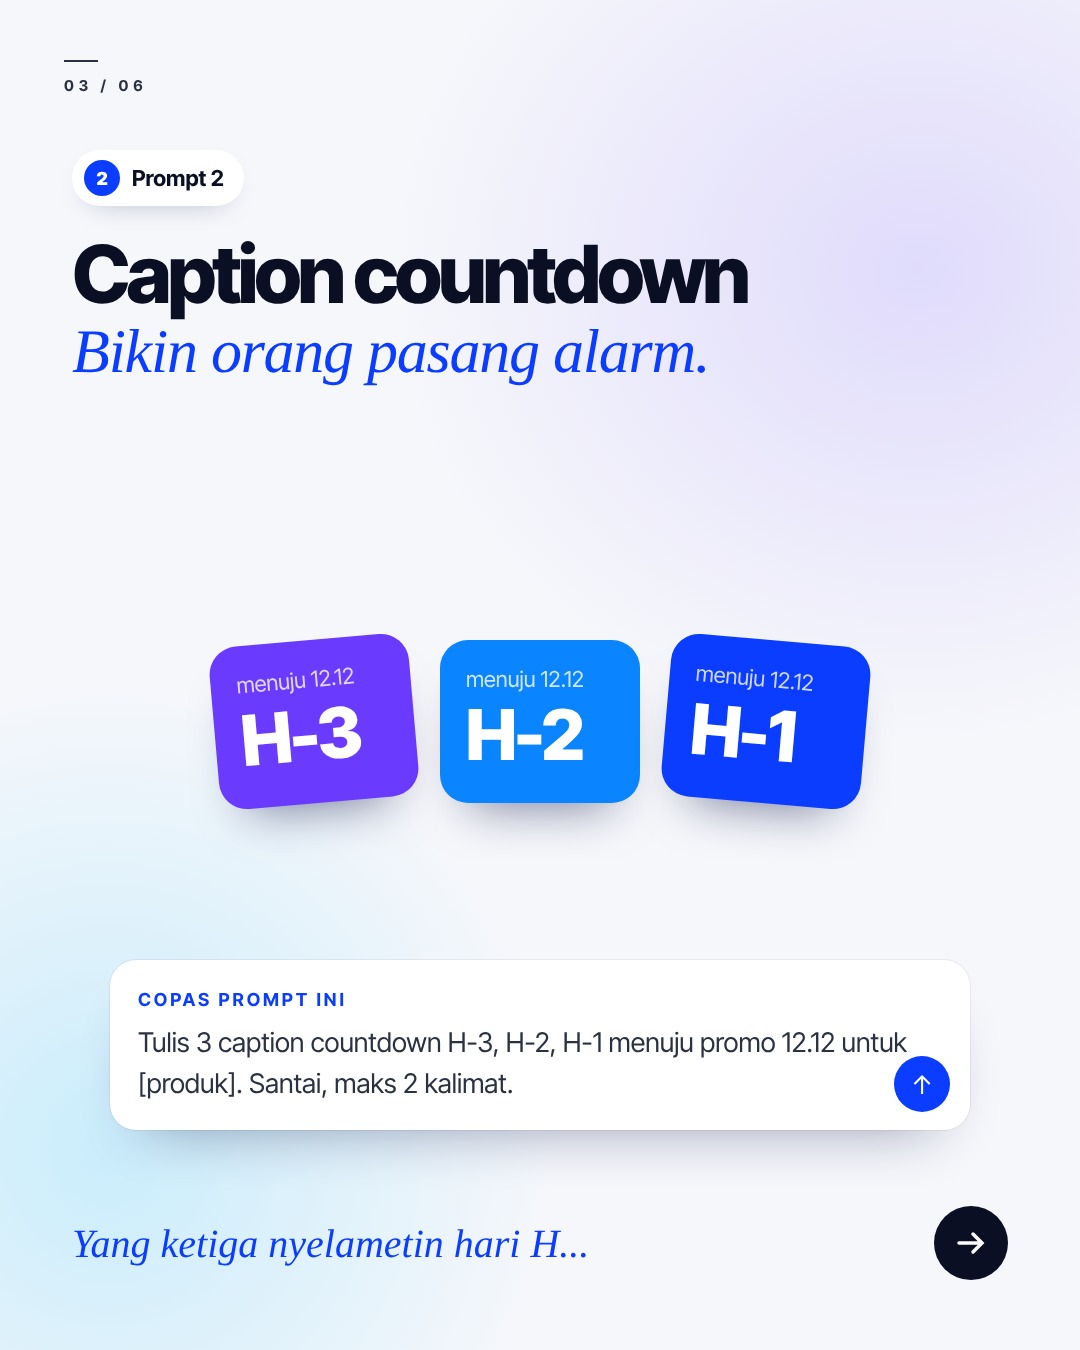 03 / 06
2 Prompt 2
Caption countdown
Bikin orang pasang alarm.
menuju 12.12
H-3
menuju 12.12
H-2
menuju 12.12
H-1
COPAS PROMPT INI
Tulis 3 caption countdown H-3, H-2, H-1 menuju promo 12.12 untuk
[produk]. Santai, maks 2 kalimat.
Yang ketiga nyelametin hari H...